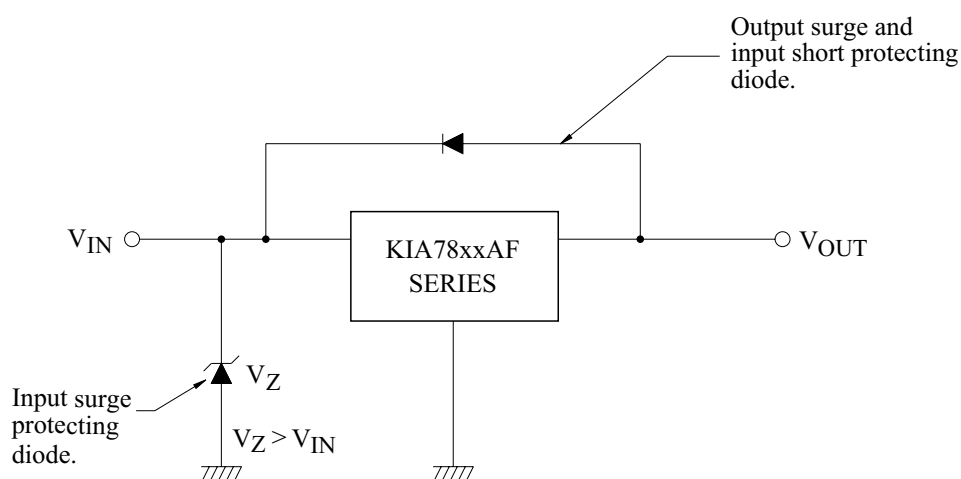 Output surge and
input short protecting
diode.
VIN
KIA78xxAF
SERIES
VOUT
VZ
Input surge
protecting
diode.
VZ > VIN